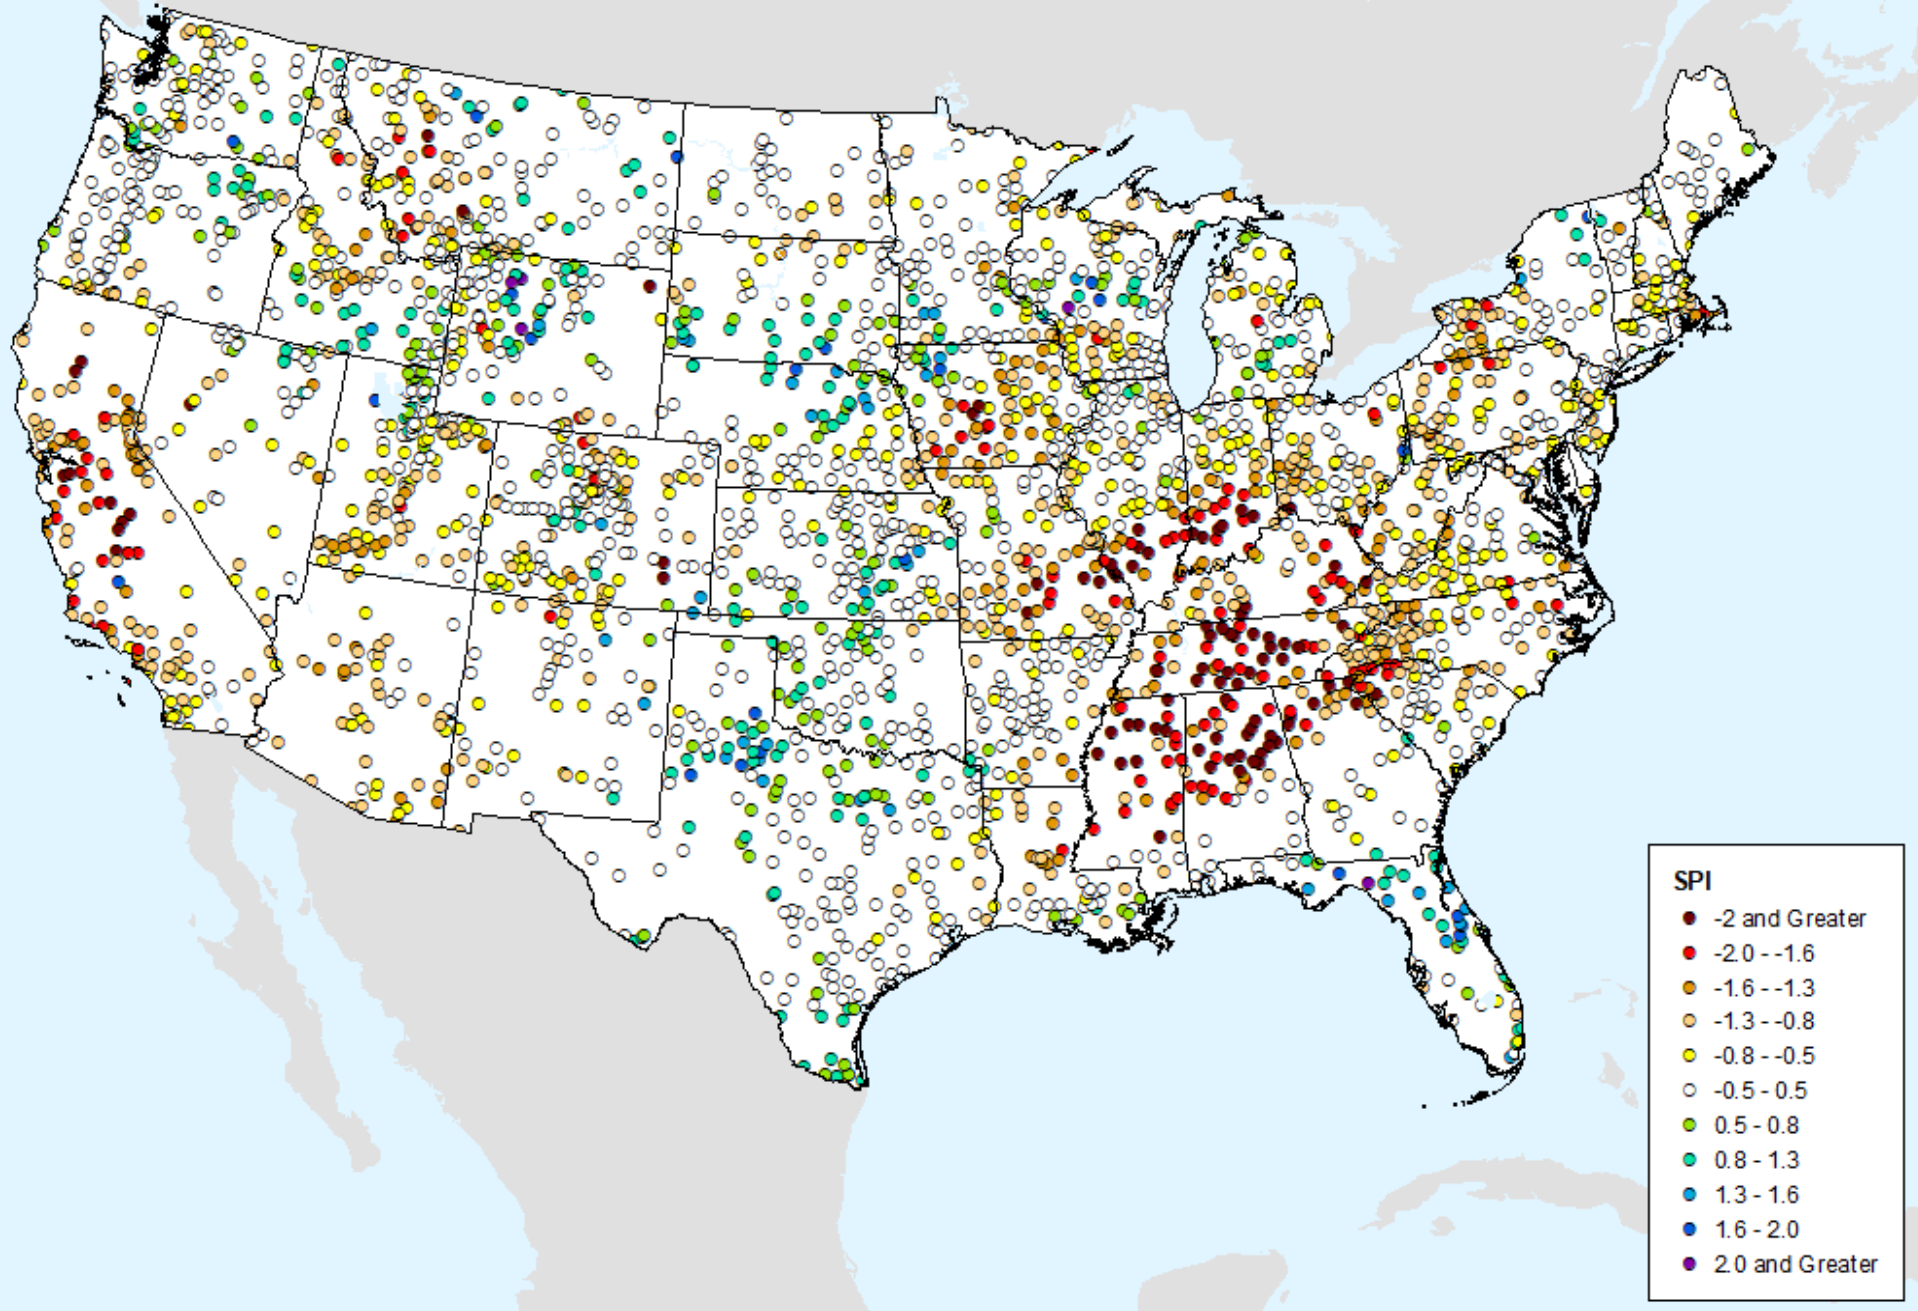 SPI
-2 and Greater
-2.0 - -1.6
-1.6 - -1.3
-1.3 - -0.8
-0.8 - -0.5
-0.5 - 0.5
0.5 - 0.8
0.8 - 1.3
1.3 - 1.6
1.6 - 2.0
2.0 and Greater